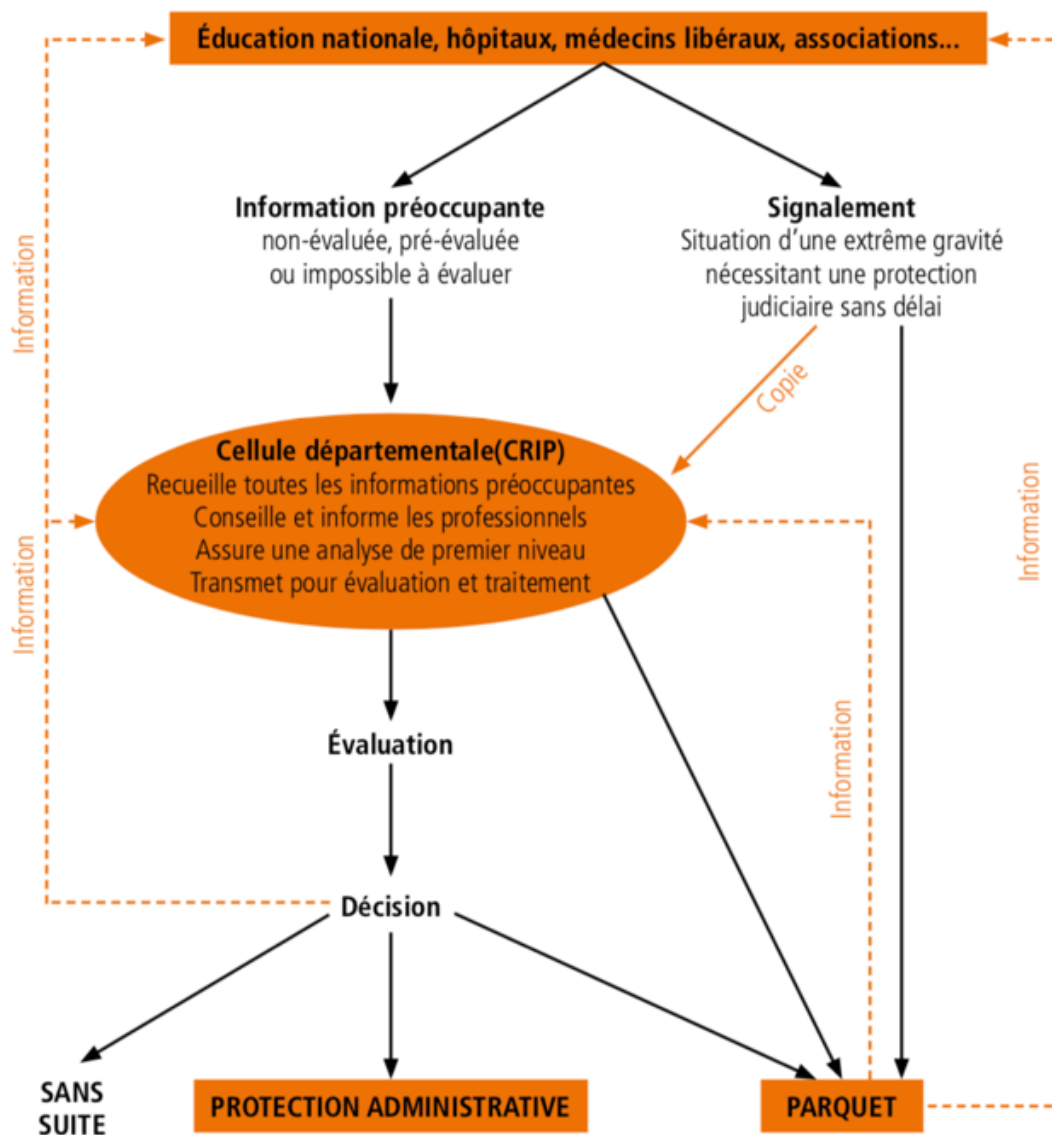 Éducation nationale, hôpitaux, médecins libéraux, associations...
Information préoccupante
non-évaluée, pré-évaluée
ou impossible à évaluer
Signalement
Situation d'une extrême gravité
nécessitant une protection
judiciaire sans délai
Information
Copie
Cellule départementale(CRIP)
Recueille toutes les informations préoccupantes
Conseille et informe les professionnels
Assure une analyse de premier niveau
Transmet pour évaluation et traitement
Information
Information
Évaluation
Information
Décision
SANS
SUITE
PROTECTION ADMINISTRATIVE
PARQUET